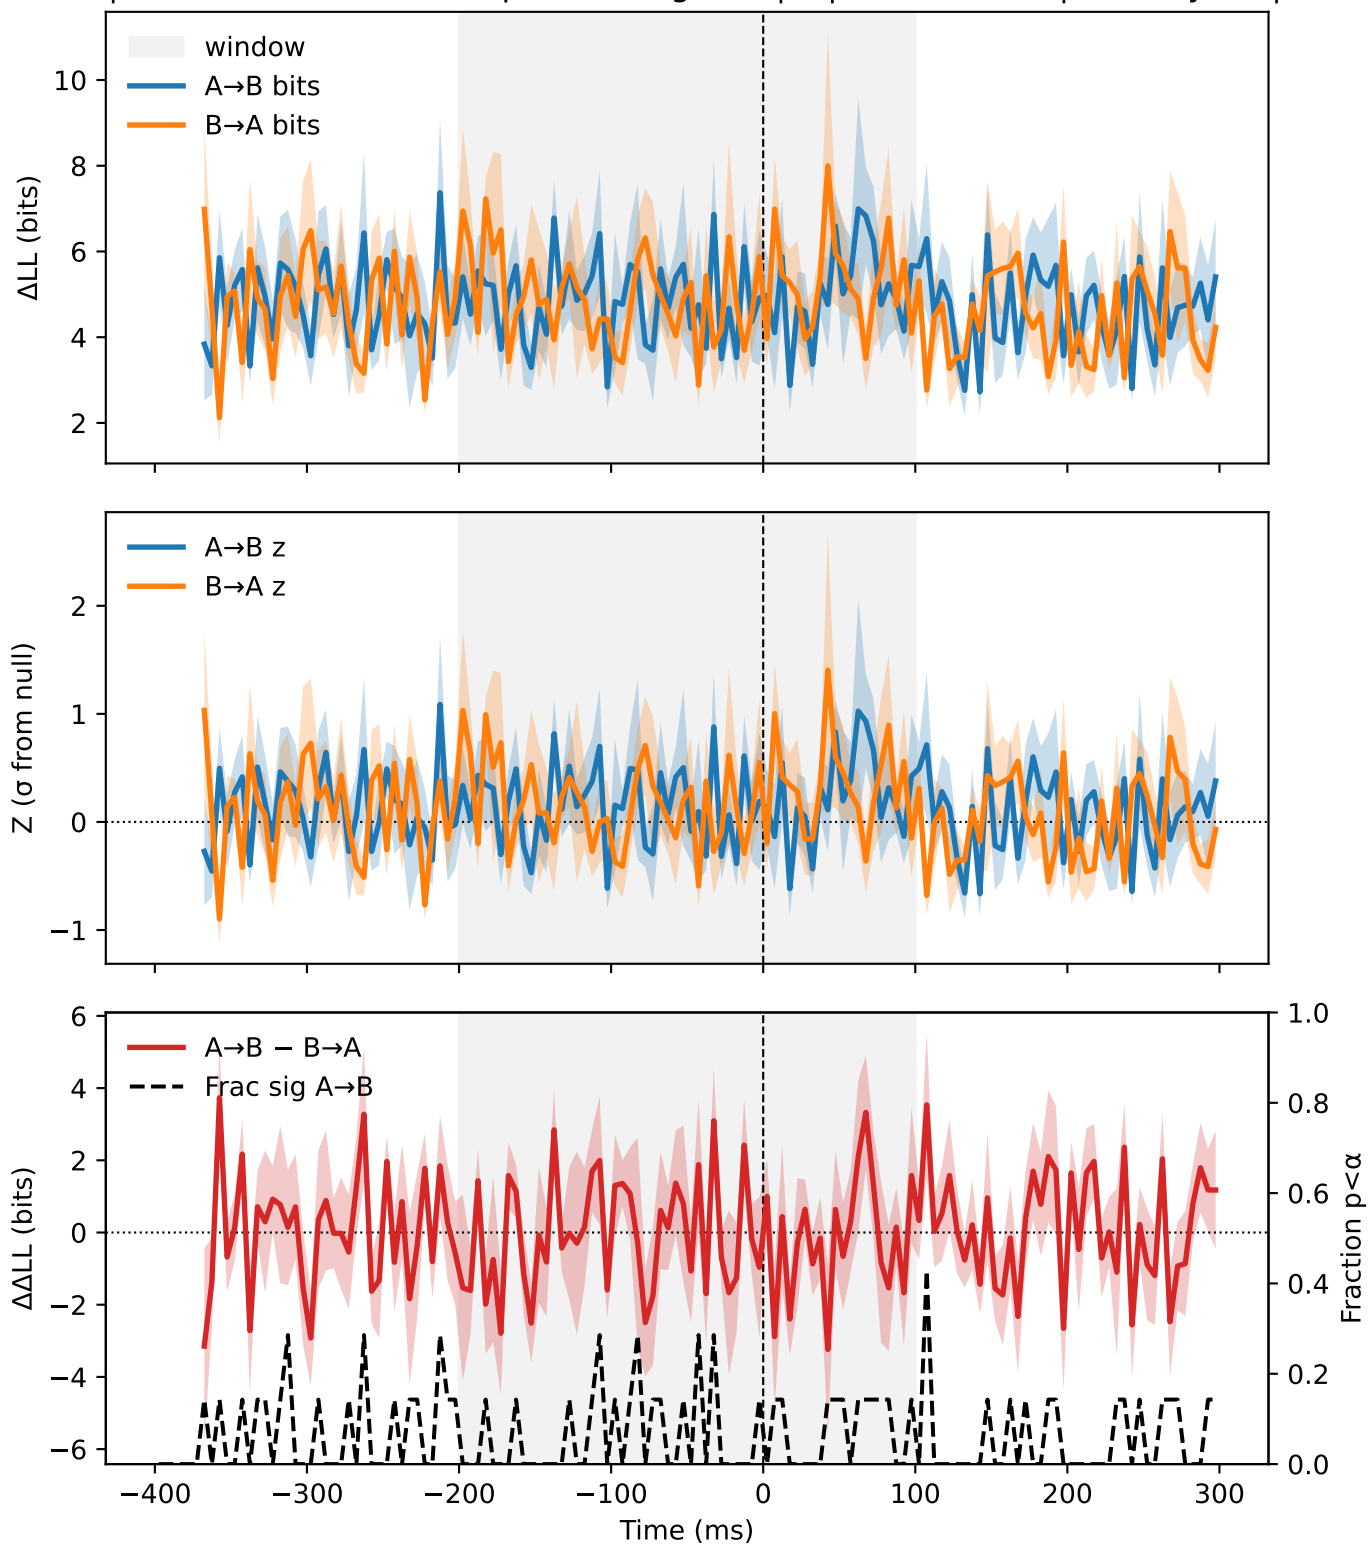 window
A→B bits
B→A bits
10
8
6
4
2
ΔLL (bits)
A→B z
B→A z
2
1
0
−1
Z (σ from null)
A→B − B→A
Frac sig A→B
6
4
2
0
−2
−4
−6
ΔΔLL (bits)
1.0
0.8
0.6
0.4
0.2
0.0
Fraction p<α
−400 −300 −200 −100 0 100 200 300
Time (ms)